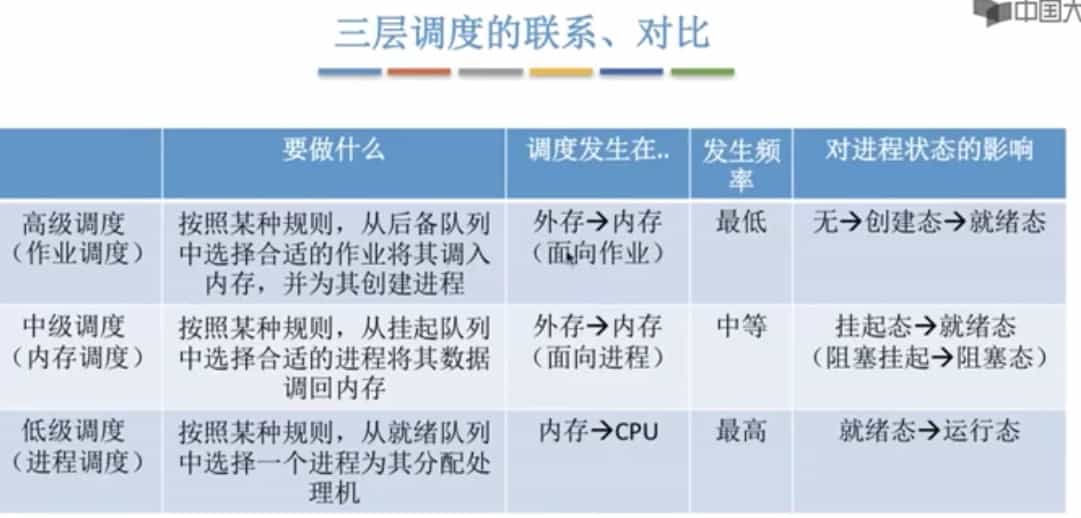 中国大
三层调度的联系、对比
要做什么
调度发生在..
发生频
率
对进程状态的影响
高级调度
（作业调度）
按照某种规则，从后备队列
中选择合适的作业将其调入
内存，并为其创建进程
外存→内存
（面向作业）
最低
无→创建态→就绪态
中级调度
（内存调度）
按照某种规则，从挂起队列
中选择合适的进程将其数据
调回内存
外存→内存
（面向进程）
中等
挂起态→就绪态
（阻塞挂起→阻塞态）
低级调度
（进程调度）
按照某种规则，从就绪队列
中选择一个进程为其分配处
理机
内存→CPU
最高
就绪态→运行态